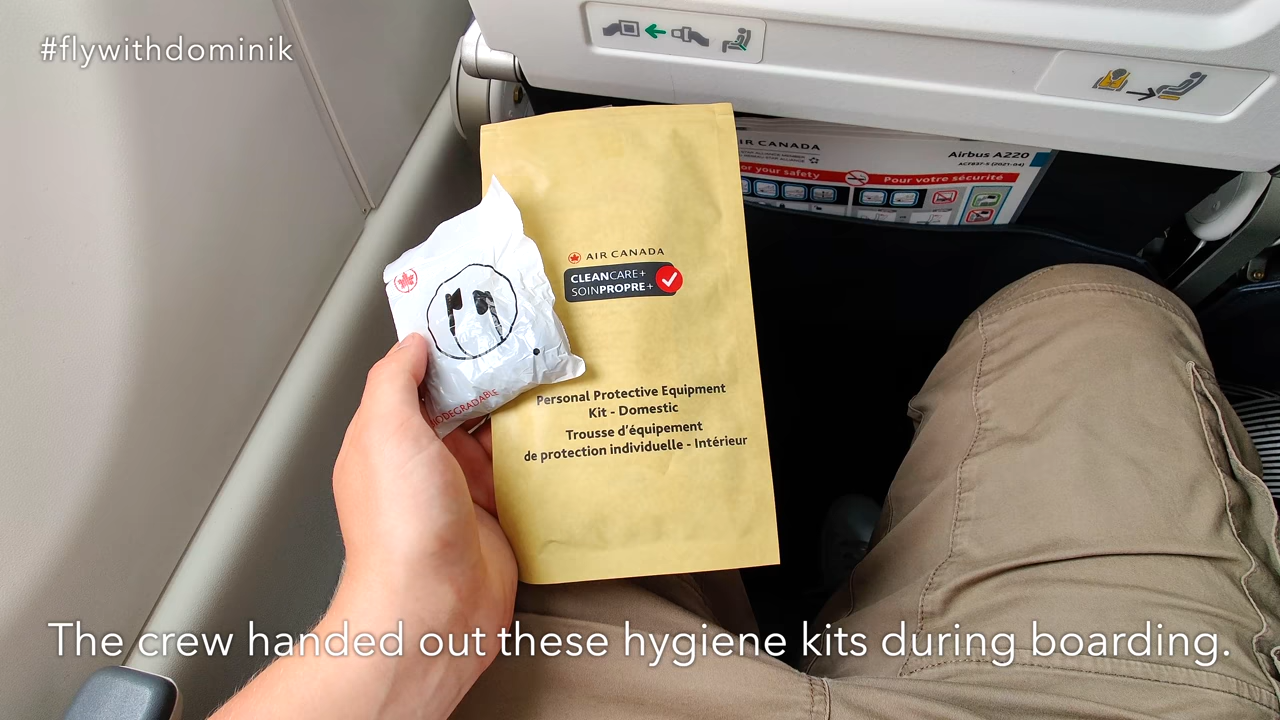 #flywithdominik
AIR CANADA
Airbus A220
your safety
Pour votre sécurité
AIR CANADA
CLEANCARE+
SOINPROPRE+
Personal Protective Equipment
Kit - Domestic
Trousse d'équipement
de protection individuelle - Intérieur
The crew handed out these hygiene kits during boarding.